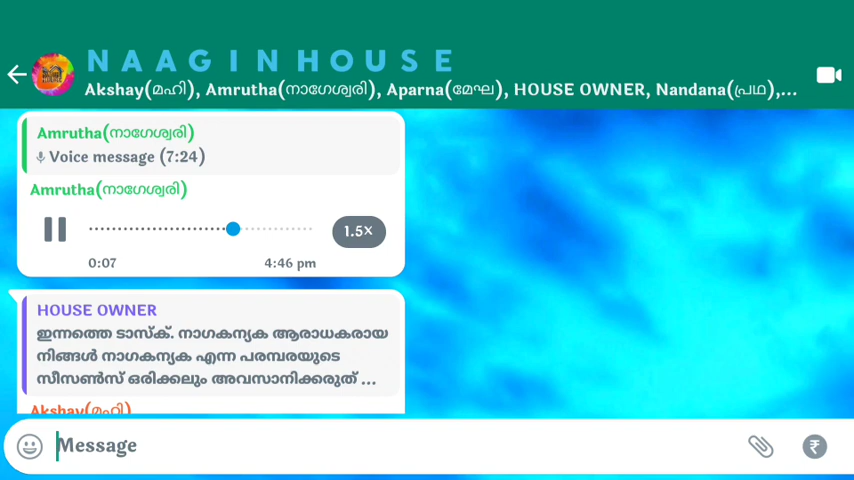 N A A G I N H O U S E
Akshay(മഹി), Amrutha(നാഗേശ്വരി), Aparna(മേഘ), HOUSE OWNER, Nandana(പ്രഥ),...
Amrutha(നാഗേശ്വരി)
Voice message (7:24)
Amrutha(നാഗേശ്വരി)
1.5×
0:07 4:46 pm
HOUSE OWNER
ഇന്നത്തെ ടാസ്ക്. നാഗകന്യക ആരാധകരായ
നിങ്ങൾ നാഗകന്യക എന്ന പരമ്പരയുടെ
സീസൺസ് ഒരിക്കലും അവസാനിക്കരുത് ...
Akshay(മഹി)
Message
₹